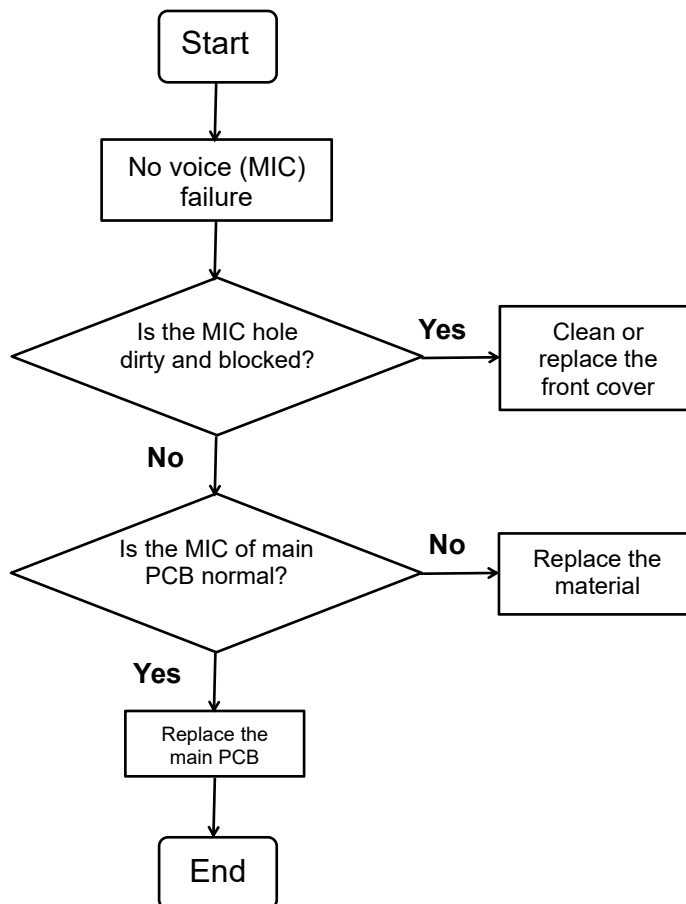 Start
No voice (MIC)
failure
Is the MIC hole
dirty and blocked?
Yes
Clean or
replace the
front cover
No
Is the MIC of main
PCB normal?
No
Replace the
material
Yes
Replace the
main PCB
End